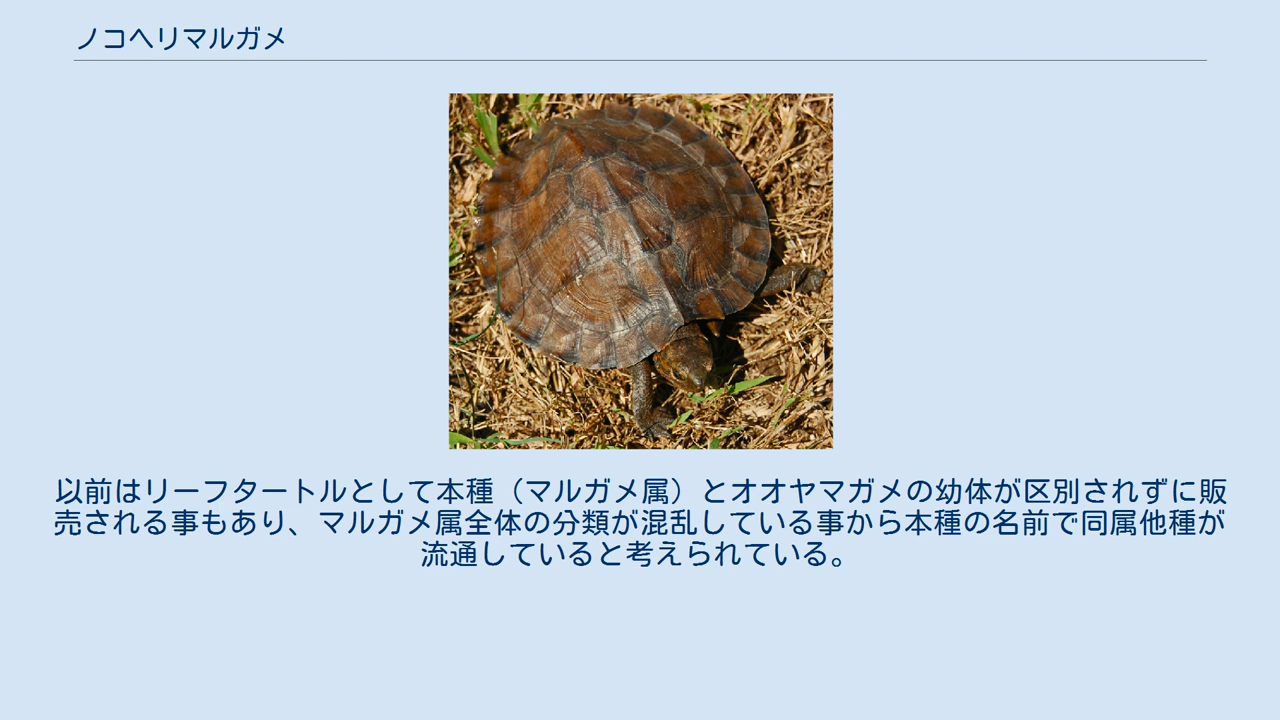 ノコヘリマルガメ
以前はリーフタートルとして本種（マルガメ属）とオオヤマガメの幼体が区別されずに販
売される事もあり、マルガメ属全体の分類が混乱している事から本種の名前で同属他種が
流通していると考えられている。